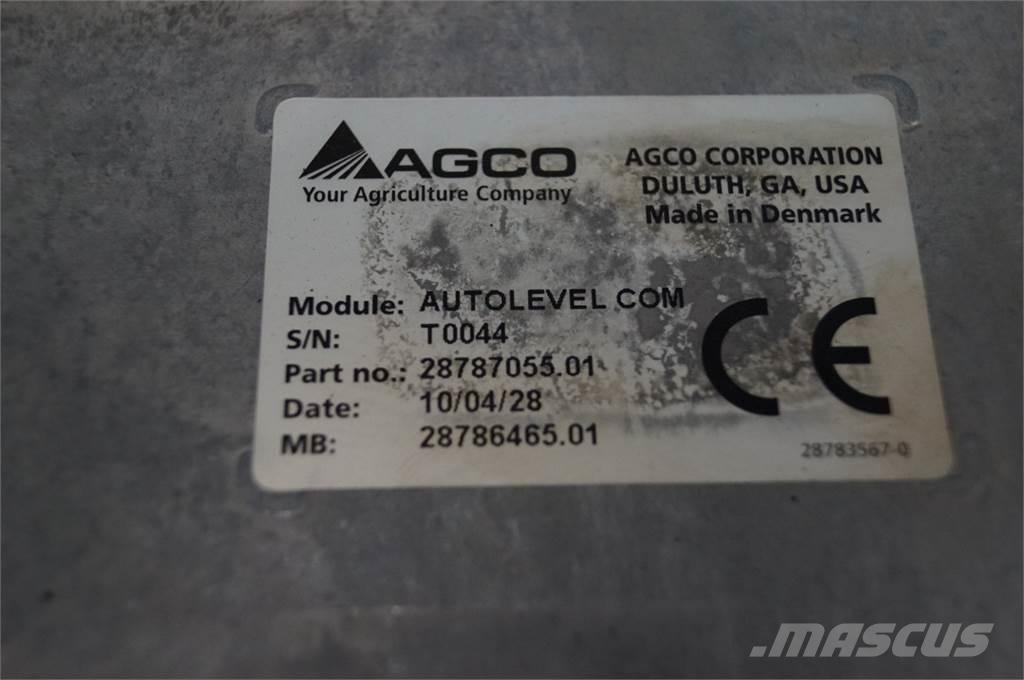 AGCO
Your Agriculture Company
AGCO CORPORATION
DULUTH, GA, USA
Made in Denmark
Module: AUTOLEVEL COM
S/N: T0044
Part no.: 28787055.01
Date: 10/04/28
MB: 28786465.01
CE
28783567-0
.MASCUS